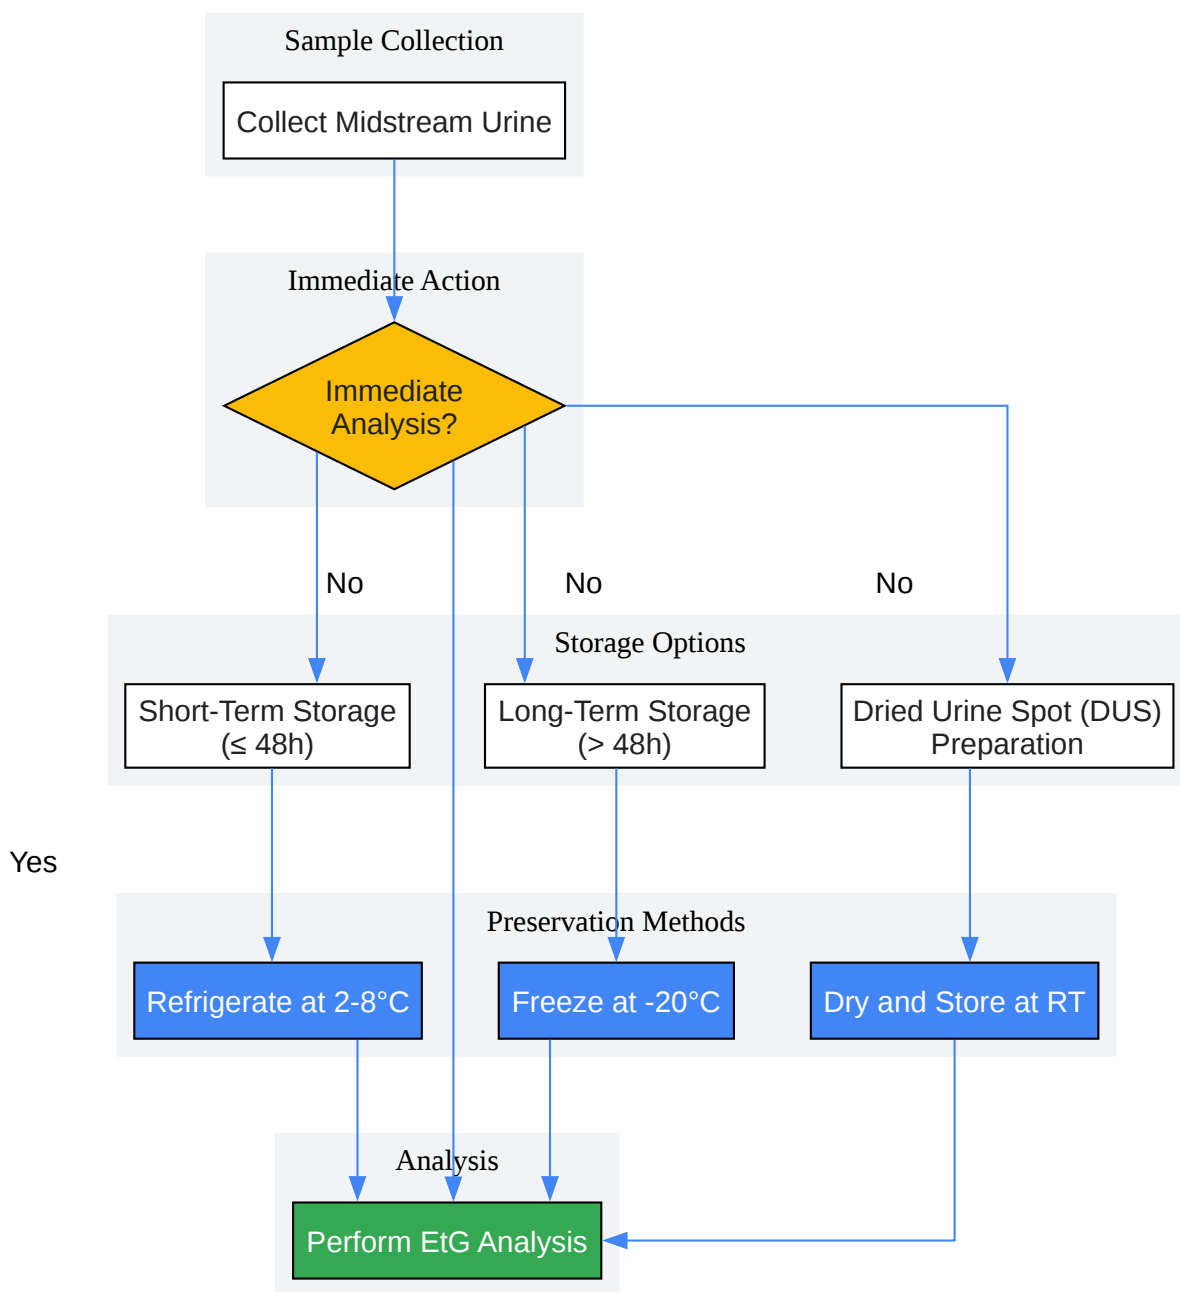 Sample Collection
Collect Midstream Urine
Immediate Action
Immediate
Analysis?
No
No
No
Storage Options
Short-Term Storage
(≤ 48h)
Long-Term Storage
(> 48h)
Dried Urine Spot (DUS)
Preparation
Yes
Preservation Methods
Refrigerate at 2-8°C
Freeze at -20°C
Dry and Store at RT
Analysis
Perform EtG Analysis